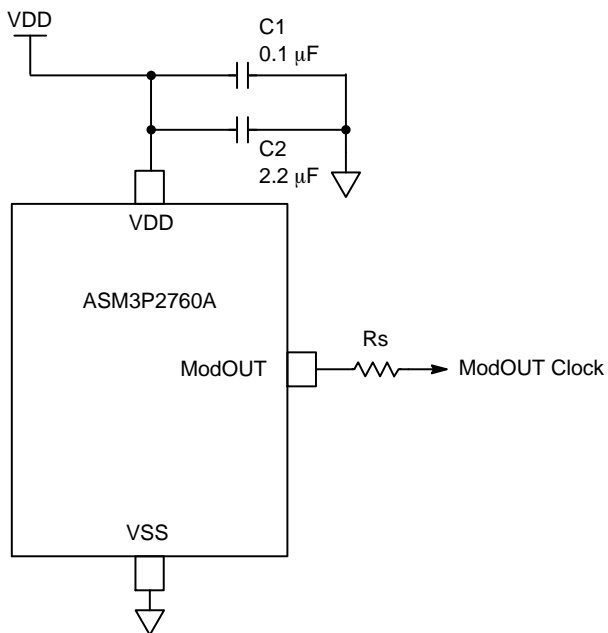 VDD
C1
0.1 μF
C2
2.2 μF
VDD
ASM3P2760A
Rs
ModOUT
ModOUT Clock
VSS